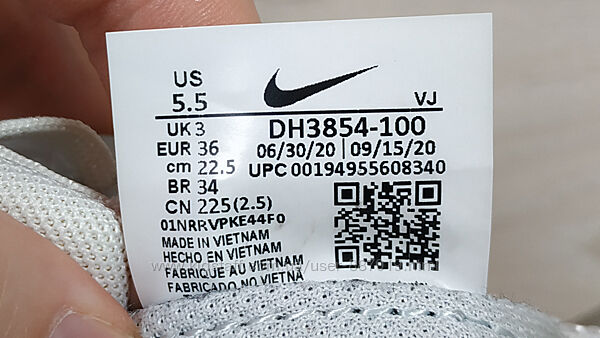 US
5.5
VJ
UK 3
DH3854-100
EUR 36
06/30/20 | 09/15/20
cm 22.5
UPC 00194955608340
BR 34
CN 225(2.5)
01NRRVPKE44F0
MADE IN VIETNAM
HECHO EN VIETNAM
FABRIQUE AU VIETNAM
FABRICADO NO VIETNÃ